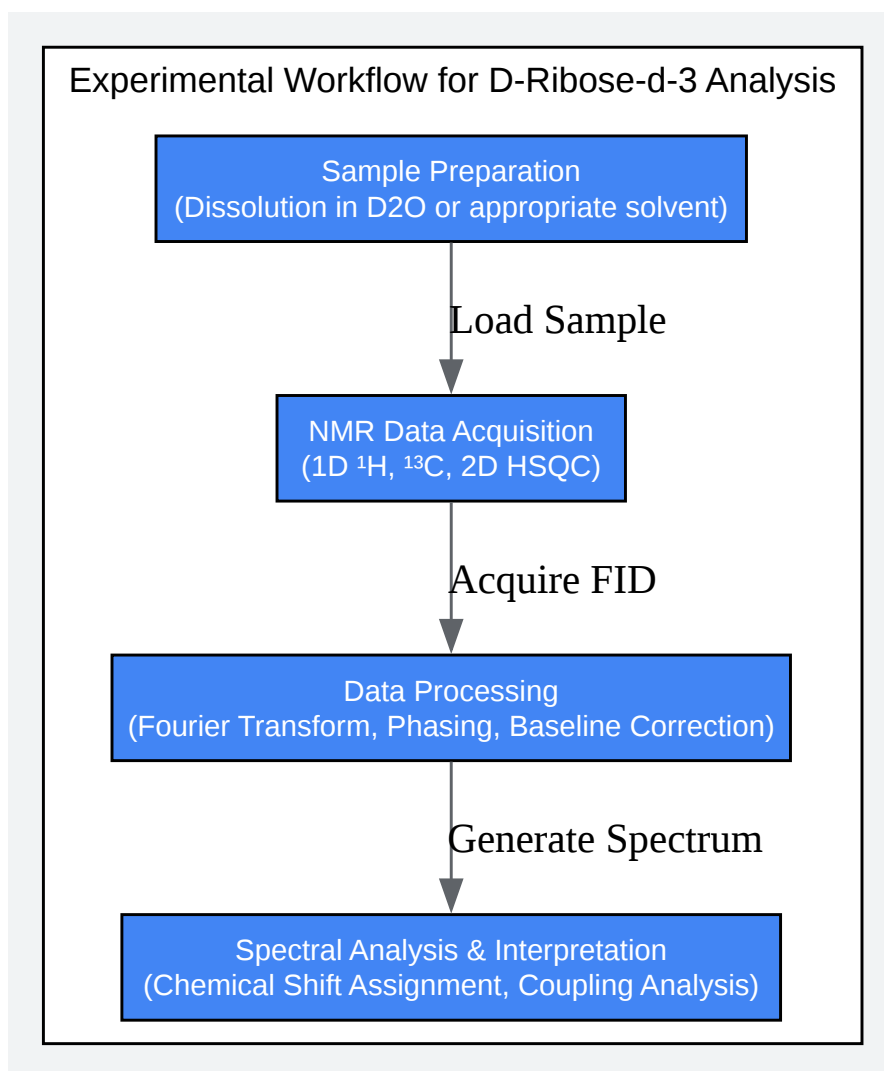 Experimental Workflow for D-Ribose-d-3 Analysis
Sample Preparation
(Dissolution in D2O or appropriate solvent)
Load Sample
NMR Data Acquisition
(1D ¹H, ¹³C, 2D HSQC)
Acquire FID
Data Processing
(Fourier Transform, Phasing, Baseline Correction)
Generate Spectrum
Spectral Analysis & Interpretation
(Chemical Shift Assignment, Coupling Analysis)